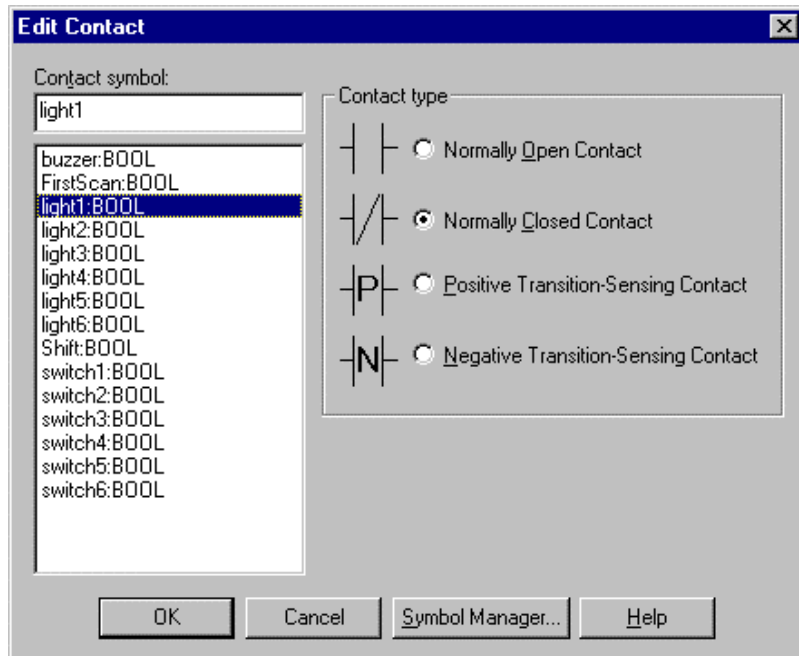 Edit Contact
Contact symbol:
light1
buzzer:BOOL
FirstScan:BOOL
light1:BOOL
light2:BOOL
light3:BOOL
light4:BOOL
light5:BOOL
light6:BOOL
Shift:BOOL
switch1:BOOL
switch2:BOOL
switch3:BOOL
switch4:BOOL
switch5:BOOL
switch6:BOOL
Contact type
Normally Open Contact
Normally Closed Contact
P Positive Transition-Sensing Contact
N Negative Transition-Sensing Contact
OK Cancel Symbol Manager... Help